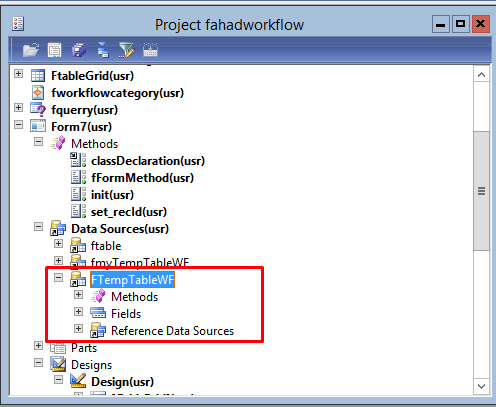 Project fahadworkflow
FtableGrid(usr)
fworkflowcategory(usr)
fquerry(usr)
Form7(usr)
Methods
classDeclaration(usr)
fFormMethod(usr)
init(usr)
set_recId(usr)
Data Sources(usr)
ftable
fmyTempTableWF
FTempTableWF
Methods
Fields
Reference Data Sources
Parts
Designs
Design(usr)